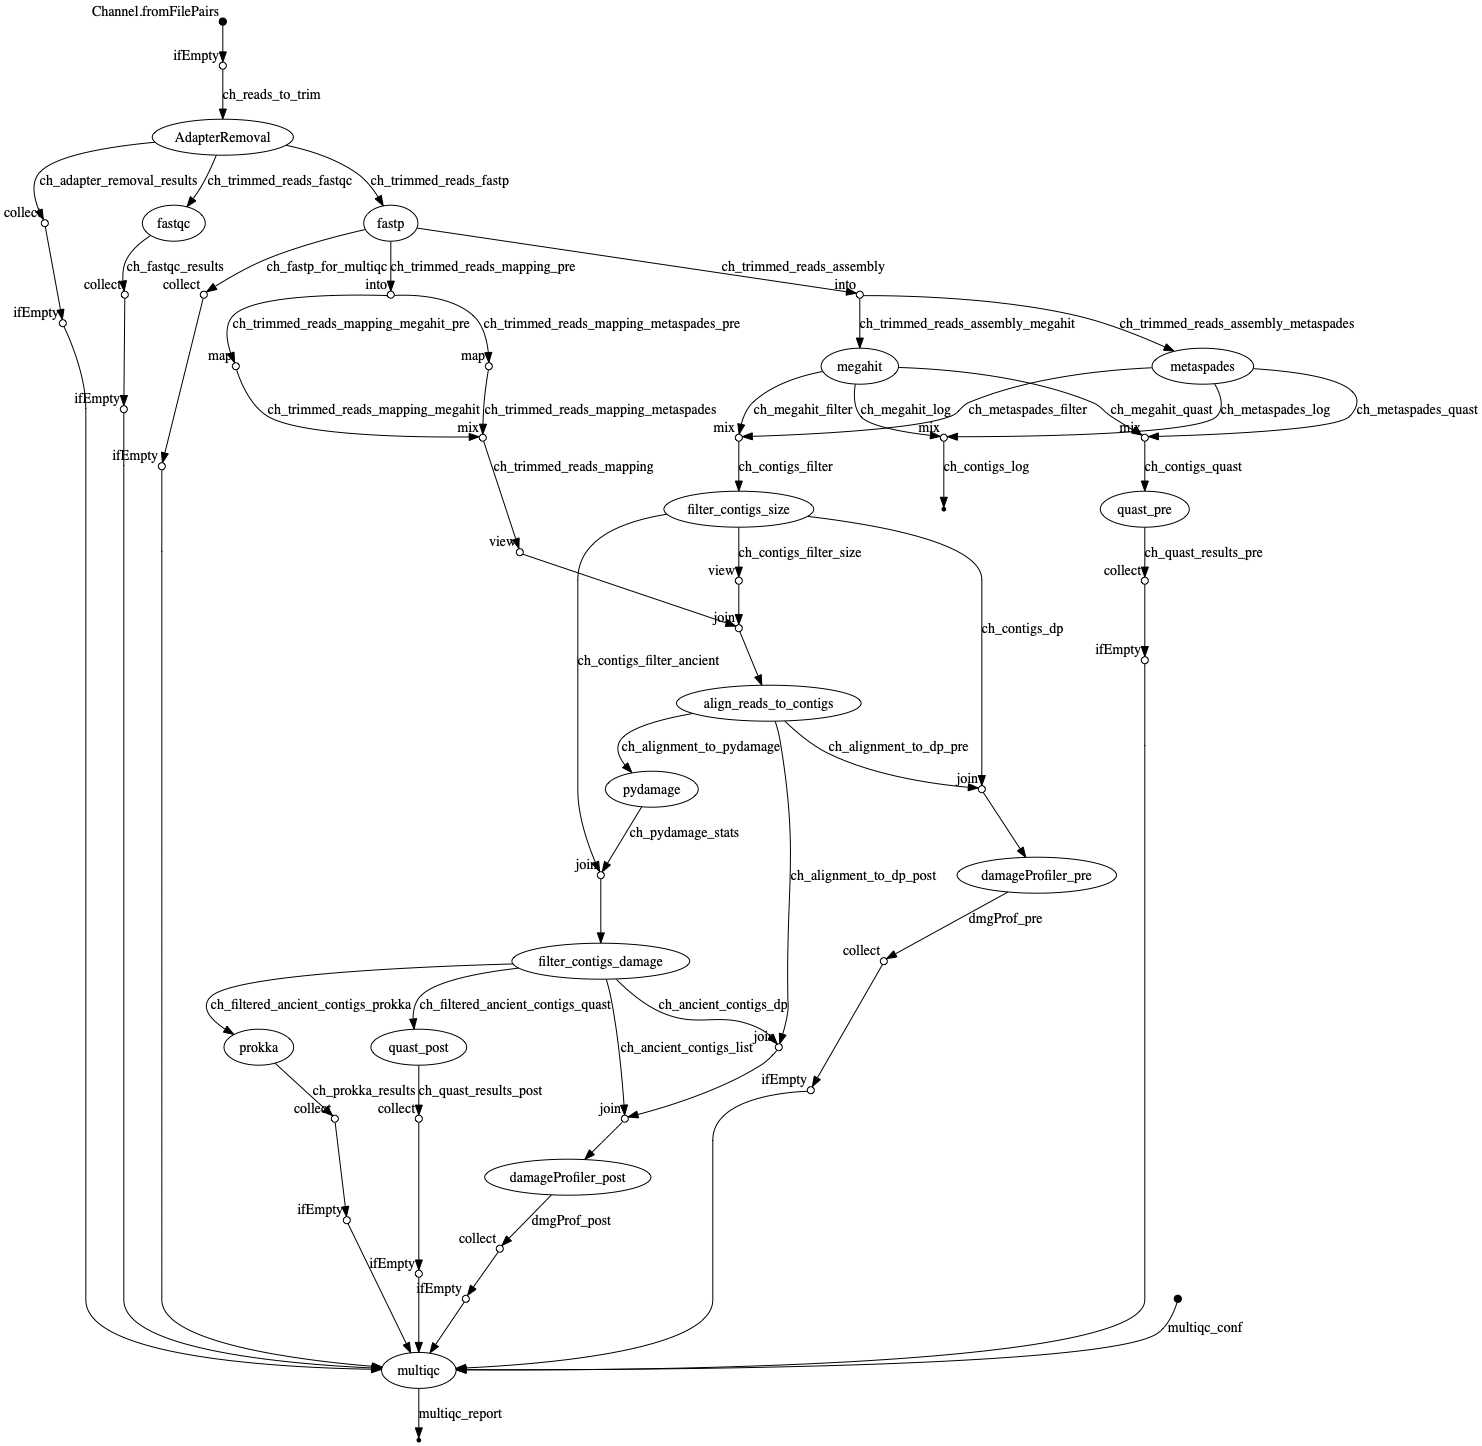 Channel.fromFilePairs
ifEmpty
ch_reads_to_trim
AdapterRemoval
ch_adapter_removal_results
ch_trimmed_reads_fastqc
ch_trimmed_reads_fastp
collect
fastqc
fastp
ch_fastqc_results
ch_fastp_for_multiqc
ch_trimmed_reads_mapping_pre
ch_trimmed_reads_assembly
collect
collect
into
into
ifEmpty
ch_trimmed_reads_mapping_megahit_pre
ch_trimmed_reads_mapping_metaspades_pre
ch_trimmed_reads_assembly_megahit
ch_trimmed_reads_assembly_metaspades
map
map
megahit
metaspades
ifEmpty
ch_trimmed_reads_mapping_megahit
ch_trimmed_reads_mapping_metaspades
ch_megahit_filter
ch_megahit_log
ch_metaspades_filter
ch_megahit_quast
ch_metaspades_log
ch_metaspades_quast
mix
mix
mix
ifEmpty
ch_trimmed_reads_mapping
ch_contigs_filter
ch_contigs_log
ch_contigs_quast
filter_contigs_size
quast_pre
view
ch_contigs_filter_size
ch_quast_results_pre
view
collect
join
ch_contigs_dp
ifEmpty
ch_contigs_filter_ancient
align_reads_to_contigs
ch_alignment_to_pydamage
ch_alignment_to_dp_pre
join
pydamage
ch_pydamage_stats
join
ch_alignment_to_dp_post
damageProfiler_pre
dmgProf_pre
collect
filter_contigs_damage
ch_filtered_ancient_contigs_prokka
ch_filtered_ancient_contigs_quast
ch_ancient_contigs_dp
join
prokka
quast_post
ch_ancient_contigs_list
ifEmpty
ch_prokka_results
ch_quast_results_post
collect
collect
join
damageProfiler_post
ifEmpty
dmgProf_post
collect
ifEmpty
ifEmpty
multiqc_conf
multiqc
multiqc_report